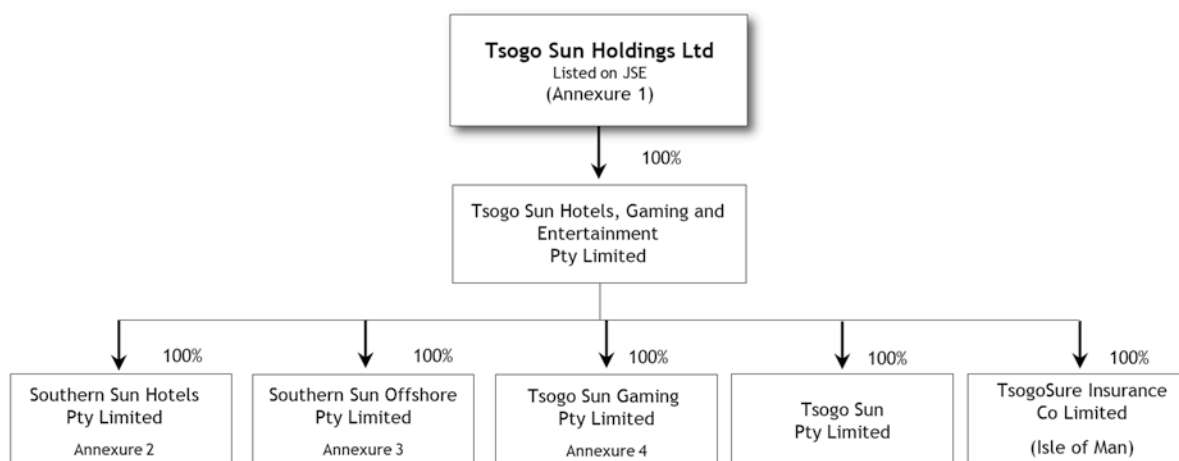 Tsogo Sun Holdings Ltd
Listed on JSE
(Annexure 1)
100%
Tsogo Sun Hotels, Gaming and
Entertainment
Pty Limited
100%
100%
100%
100%
100%
Southern Sun Hotels
Pty Limited
Annexure 2
Southern Sun Offshore
Pty Limited
Annexure 3
Tsogo Sun Gaming
Pty Limited
Annexure 4
Tsogo Sun
Pty Limited
TsogoSure Insurance
Co Limited
(Isle of Man)